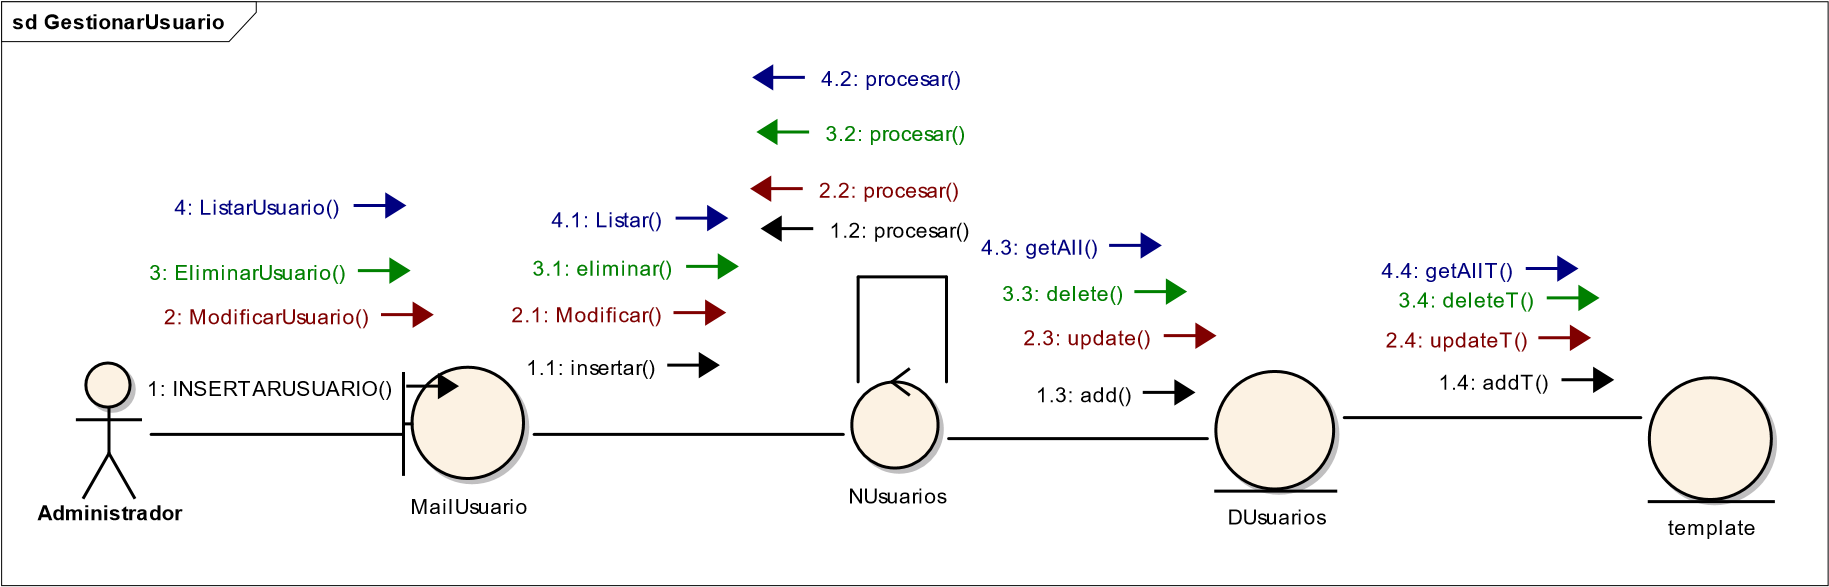 sd GestionarUsuario
4.2: procesar()
3.2: procesar()
2.2: procesar()
1.2: procesar()
4: ListarUsuario()
3: EliminarUsuario()
2: ModificarUsuario()
1: INSERTARUSUARIO()
4.1: Listar()
3.1: eliminar()
2.1: Modificar()
1.1: insertar()
4.3: getAll()
3.3: delete()
2.3: update()
1.3: add()
4.4: getAllT()
3.4: deleteT()
2.4: updateT()
1.4: addT()
Administrador
MailUsuario
NUsuarios
DUsuarios
template